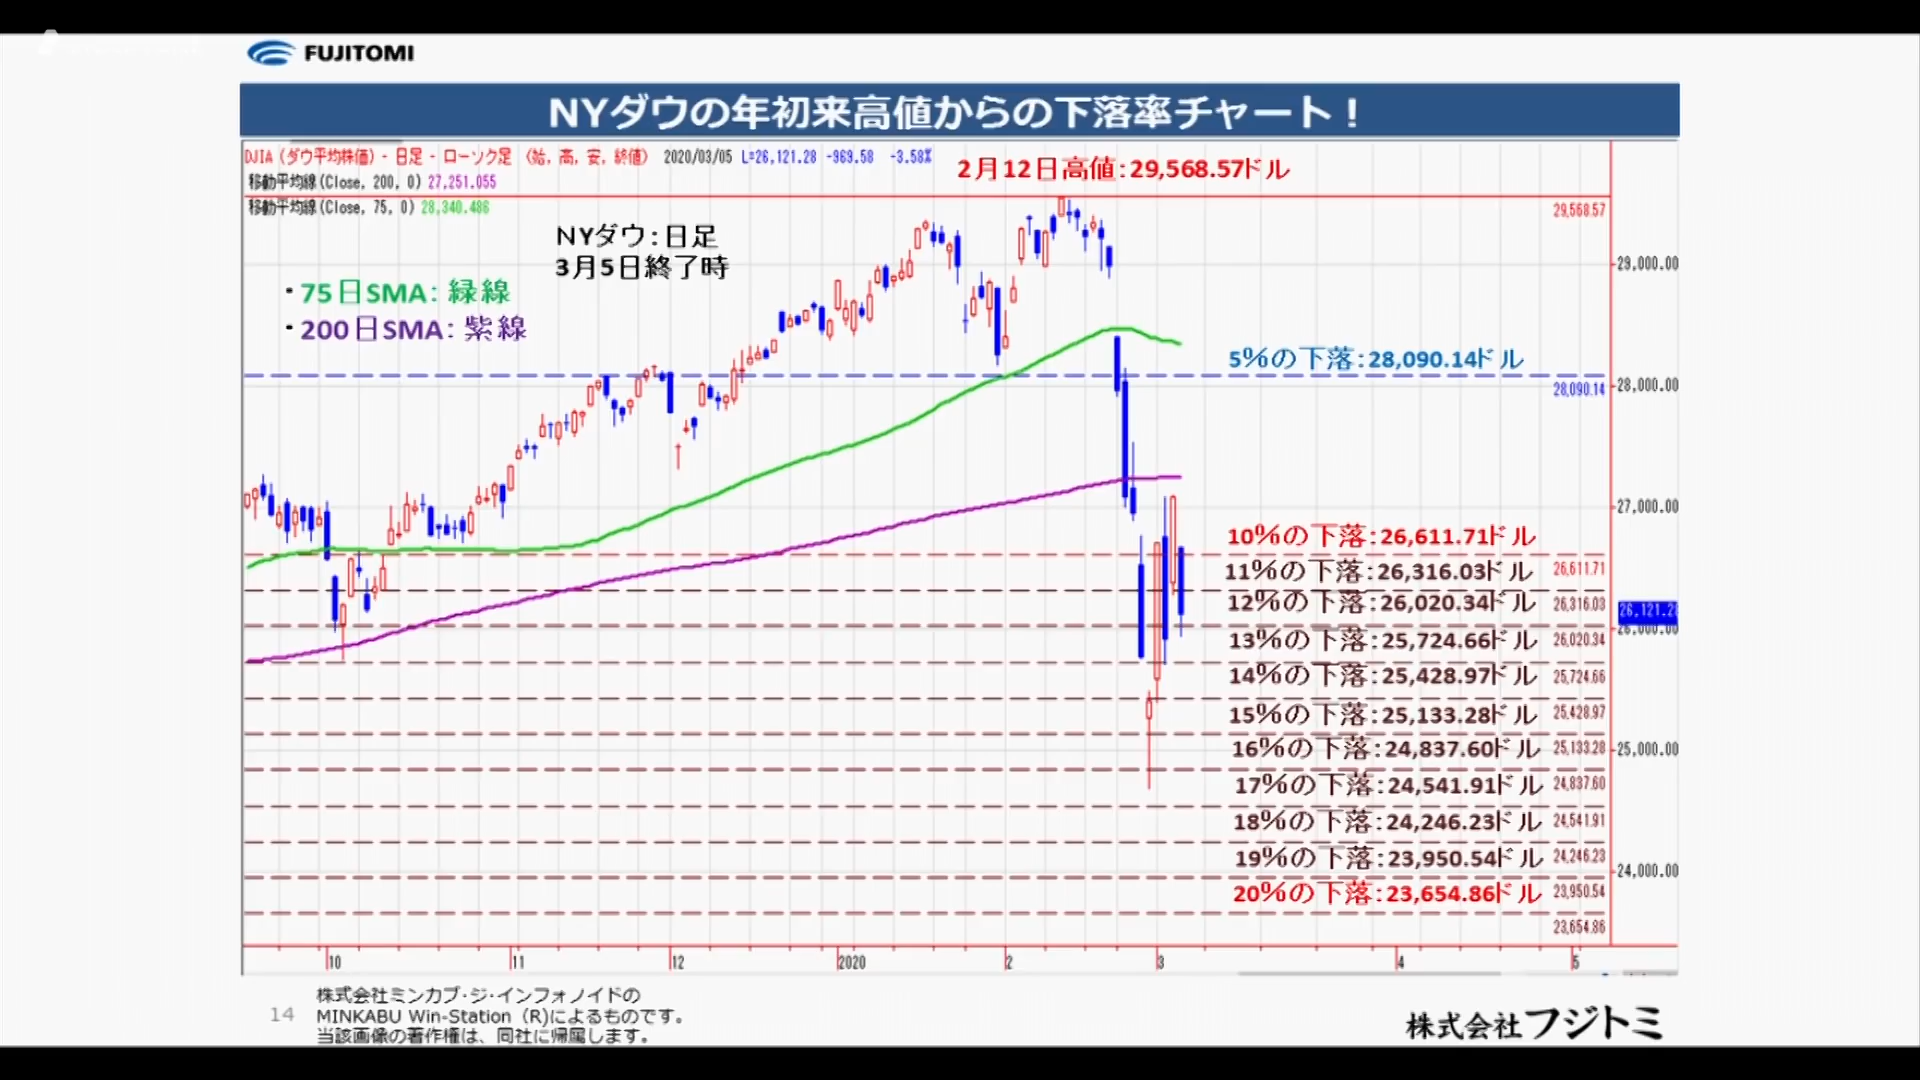 FUJITOMI
NYダウの年初来高値からの下落率チャート！
DJIA（ダウ平均株価）- 日足 - ローソク足 （始, 高, 安, 終値） 2020/03/05 L=26,121.28 -969.58 -3.58%
移動平均線(Close, 200, 0) 27,251.055
移動平均線(Close, 75, 0) 28,340.486
2月12日高値:29,568.57ドル
29,568.57
NYダウ:日足
3月5日終了時
・75日SMA: 緑線
・200日SMA: 紫線
29,000.00
5%の下落:28,090.14ドル
28,090.14
28,000.00
27,000.00
10%の下落:26,611.71ドル
26,611.71
11%の下落:26,316.03ドル
26,316.03
12%の下落:26,020.34ドル
26,020.34
26,121.28
26,000.00
13%の下落:25,724.66ドル
25,724.66
14%の下落:25,428.97ドル
25,428.97
15%の下落:25,133.28ドル
25,133.28
25,000.00
16%の下落:24,837.60ドル
24,837.60
17%の下落:24,541.91ドル
24,541.91
18%の下落:24,246.23ドル
24,246.23
19%の下落:23,950.54ドル
23,950.54
24,000.00
20%の下落:23,654.86ドル
23,654.86
10 11 12 2020 2 3 4 5
14
株式会社ミンカブ・ジ・インフォノイドの
MINKABU Win-Station（R)によるものです。
当該画像の著作権は、同社に帰属します。
株式会社フジトミ